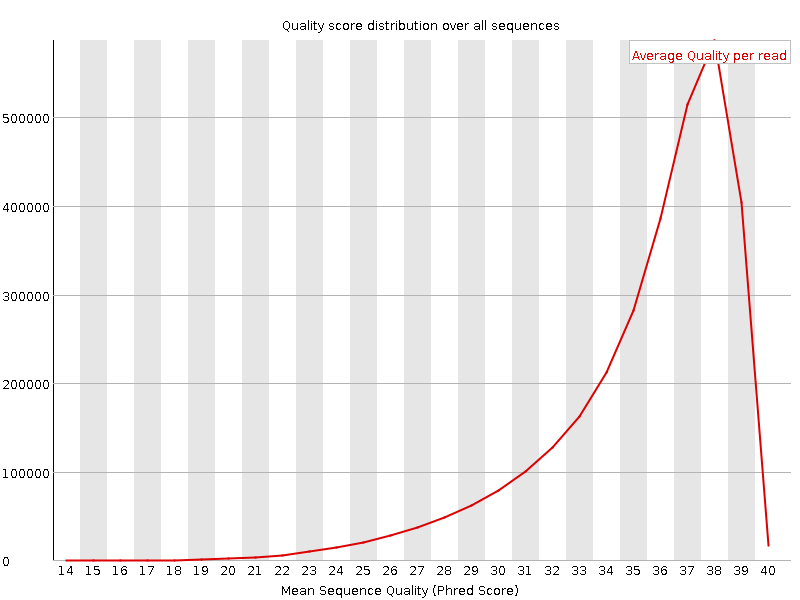 Quality score distribution over all sequences
Average Quality per read
500000
400000
300000
200000
100000
0
14 15 16 17 18 19 20 21 22 23 24 25 26 27 28 29 30 31 32 33 34 35 36 37 38 39 40
Mean Sequence Quality (Phred Score)